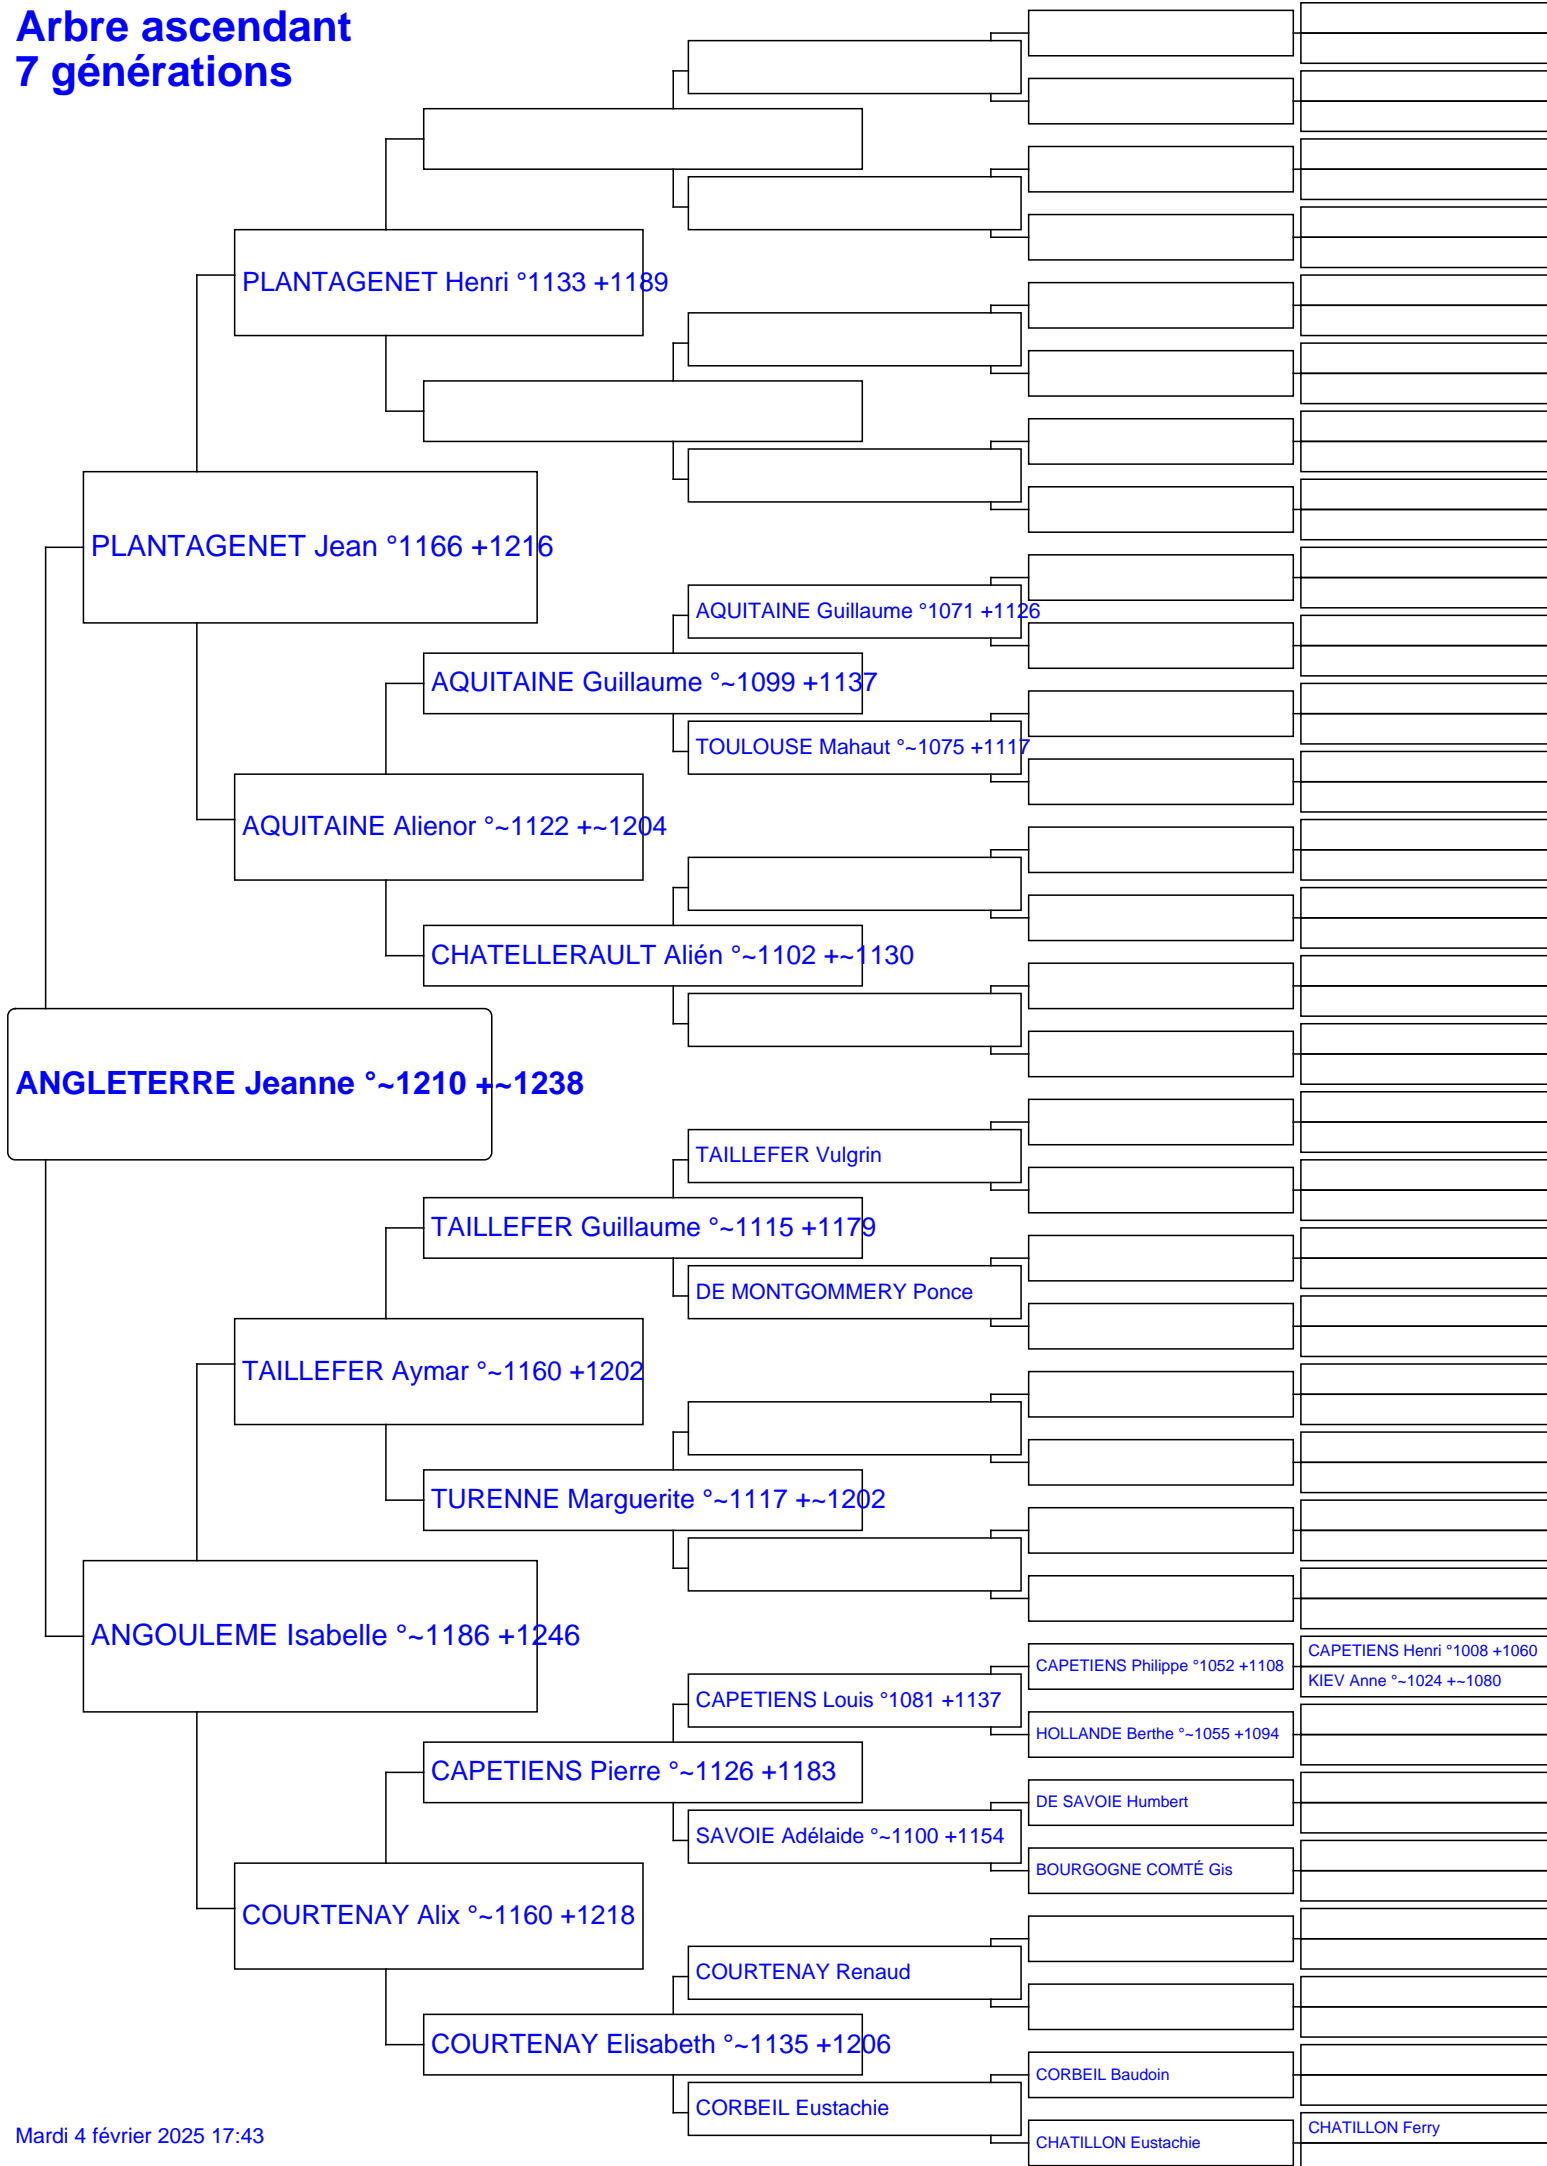 Arbre ascendant
7 générations
PLANTAGENET Henri °1133 +1189
PLANTAGENET Jean °1166 +1216
AQUITAINE Guillaume °1071 +1126
AQUITAINE Guillaume °~1099 +1137
TOULOUSE Mahaut °~1075 +1117
AQUITAINE Alienor °~1122 +~1204
CHATELLERAULT Alién °~1102 +~1130
ANGLETERRE Jeanne °~1210 +~1238
TAILLEFER Vulgrin
TAILLEFER Guillaume °~1115 +1179
DE MONTGOMMERY Ponce
TAILLEFER Aymar °~1160 +1202
TURENNE Marguerite °~1117 +~1202
ANGOULEME Isabelle °~1186 +1246
CAPETIENS Henri °1008 +1060
CAPETIENS Philippe °1052 +1108
KIEV Anne °~1024 +~1080
CAPETIENS Louis °1081 +1137
HOLLANDE Berthe °~1055 +1094
CAPETIENS Pierre °~1126 +1183
DE SAVOIE Humbert
SAVOIE Adélaide °~1100 +1154
BOURGOGNE COMTÉ Gis
COURTENAY Alix °~1160 +1218
COURTENAY Renaud
COURTENAY Elisabeth °~1135 +1206
CORBEIL Baudoin
CORBEIL Eustachie
CHATILLON Ferry
CHATILLON Eustachie
Mardi 4 février 2025 17:43